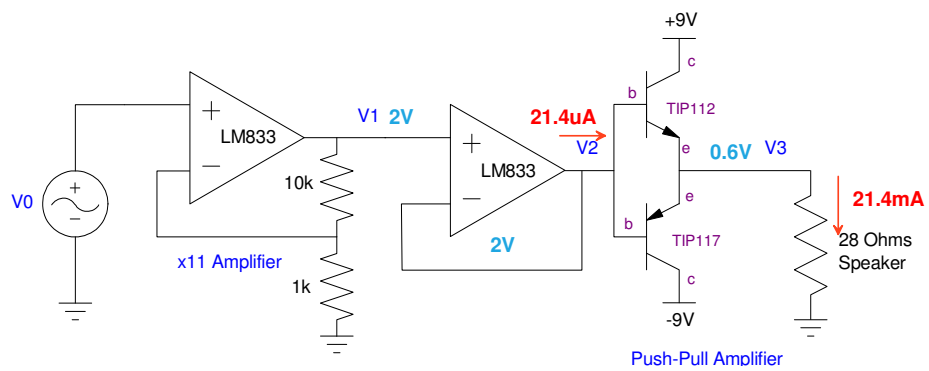 +9V
c
b
TIP112
V1 2V
21.4uA
+
LM833
+
LM833
V2
e
0.6V V3
+
V0
10k
e
21.4mA
b
TIP117
28 Ohms
Speaker
2V
x11 Amplifier
1k
c
-9V
Push-Pull Amplifier